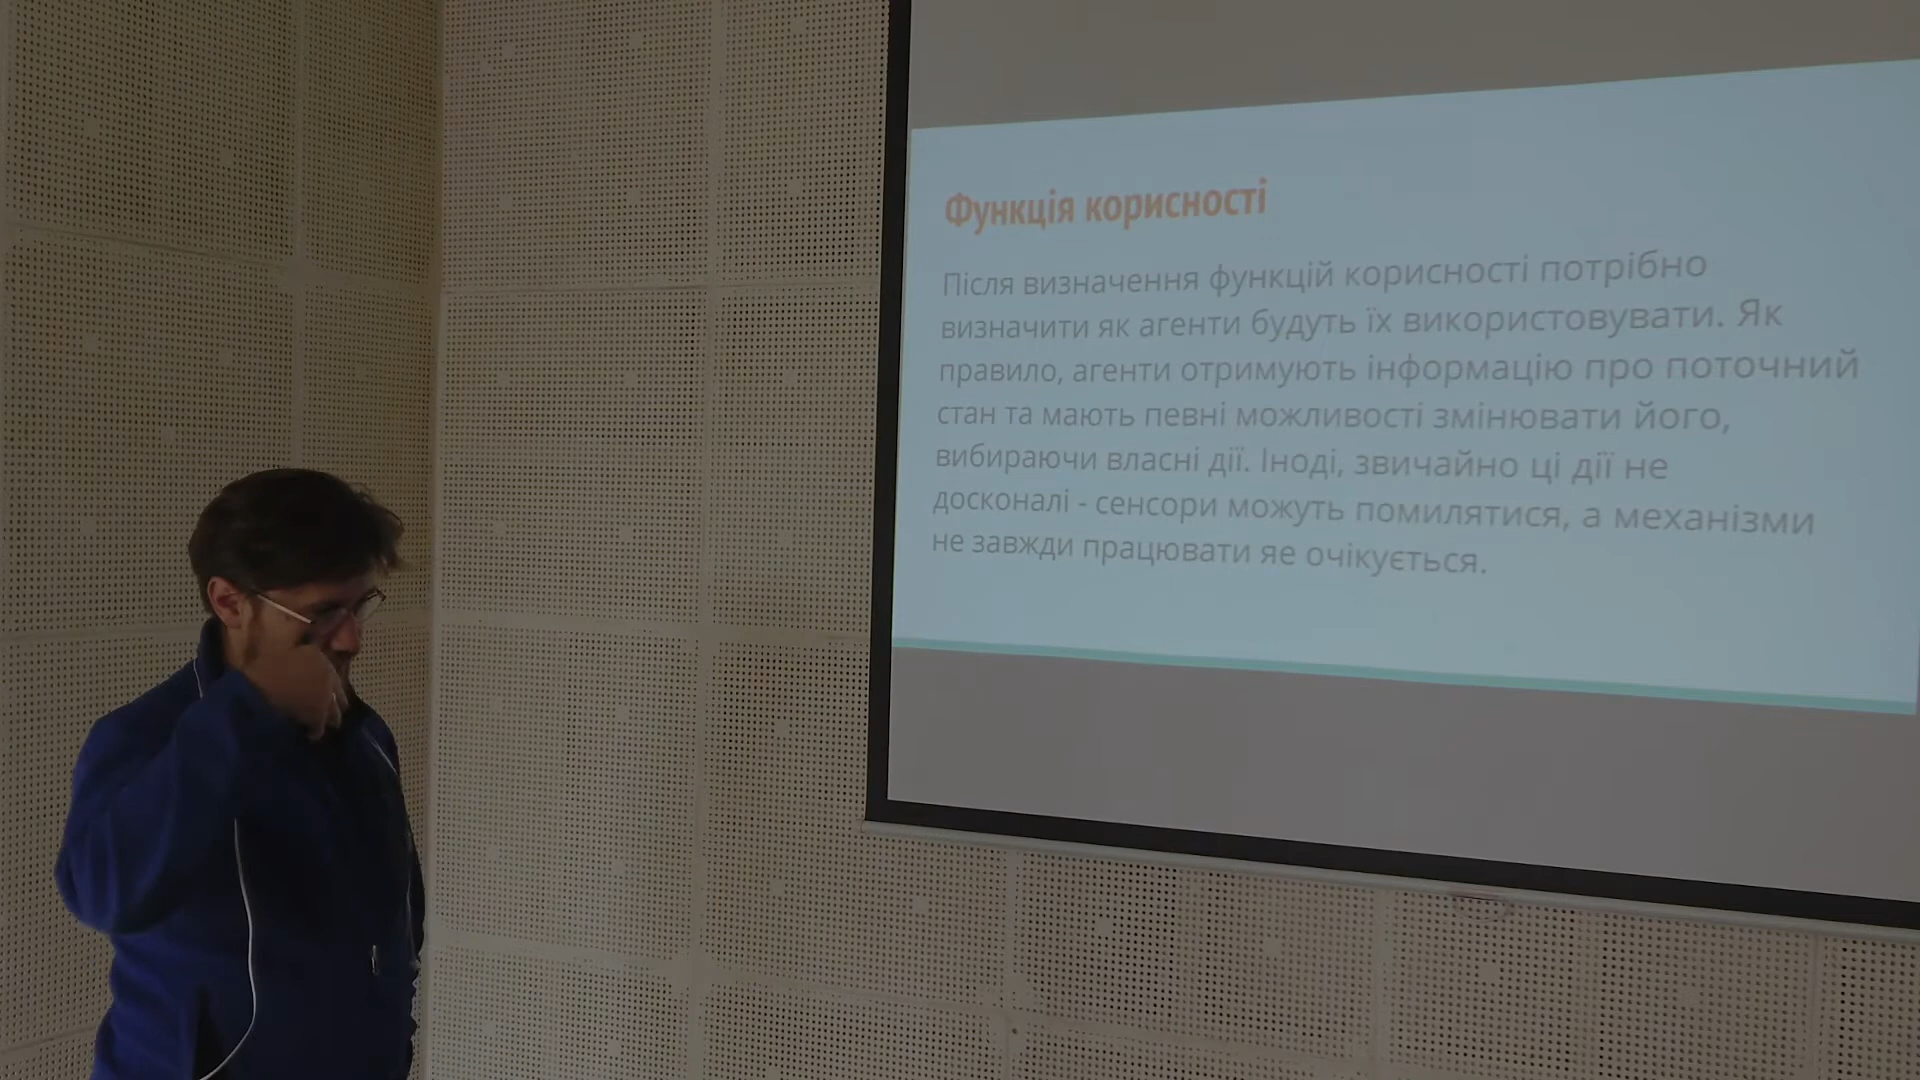 Функція корисності
Після визначення функцій корисності потрібно
визначити як агенти будуть їх використовувати. Як
правило, агенти отримують інформацію про поточний
стан та мають певні можливості змінювати його,
вибираючи власні дії. Іноді, звичайно ці дії не
досконалі - сенсори можуть помилятися, а механізми
не завжди працювати яе очікується.